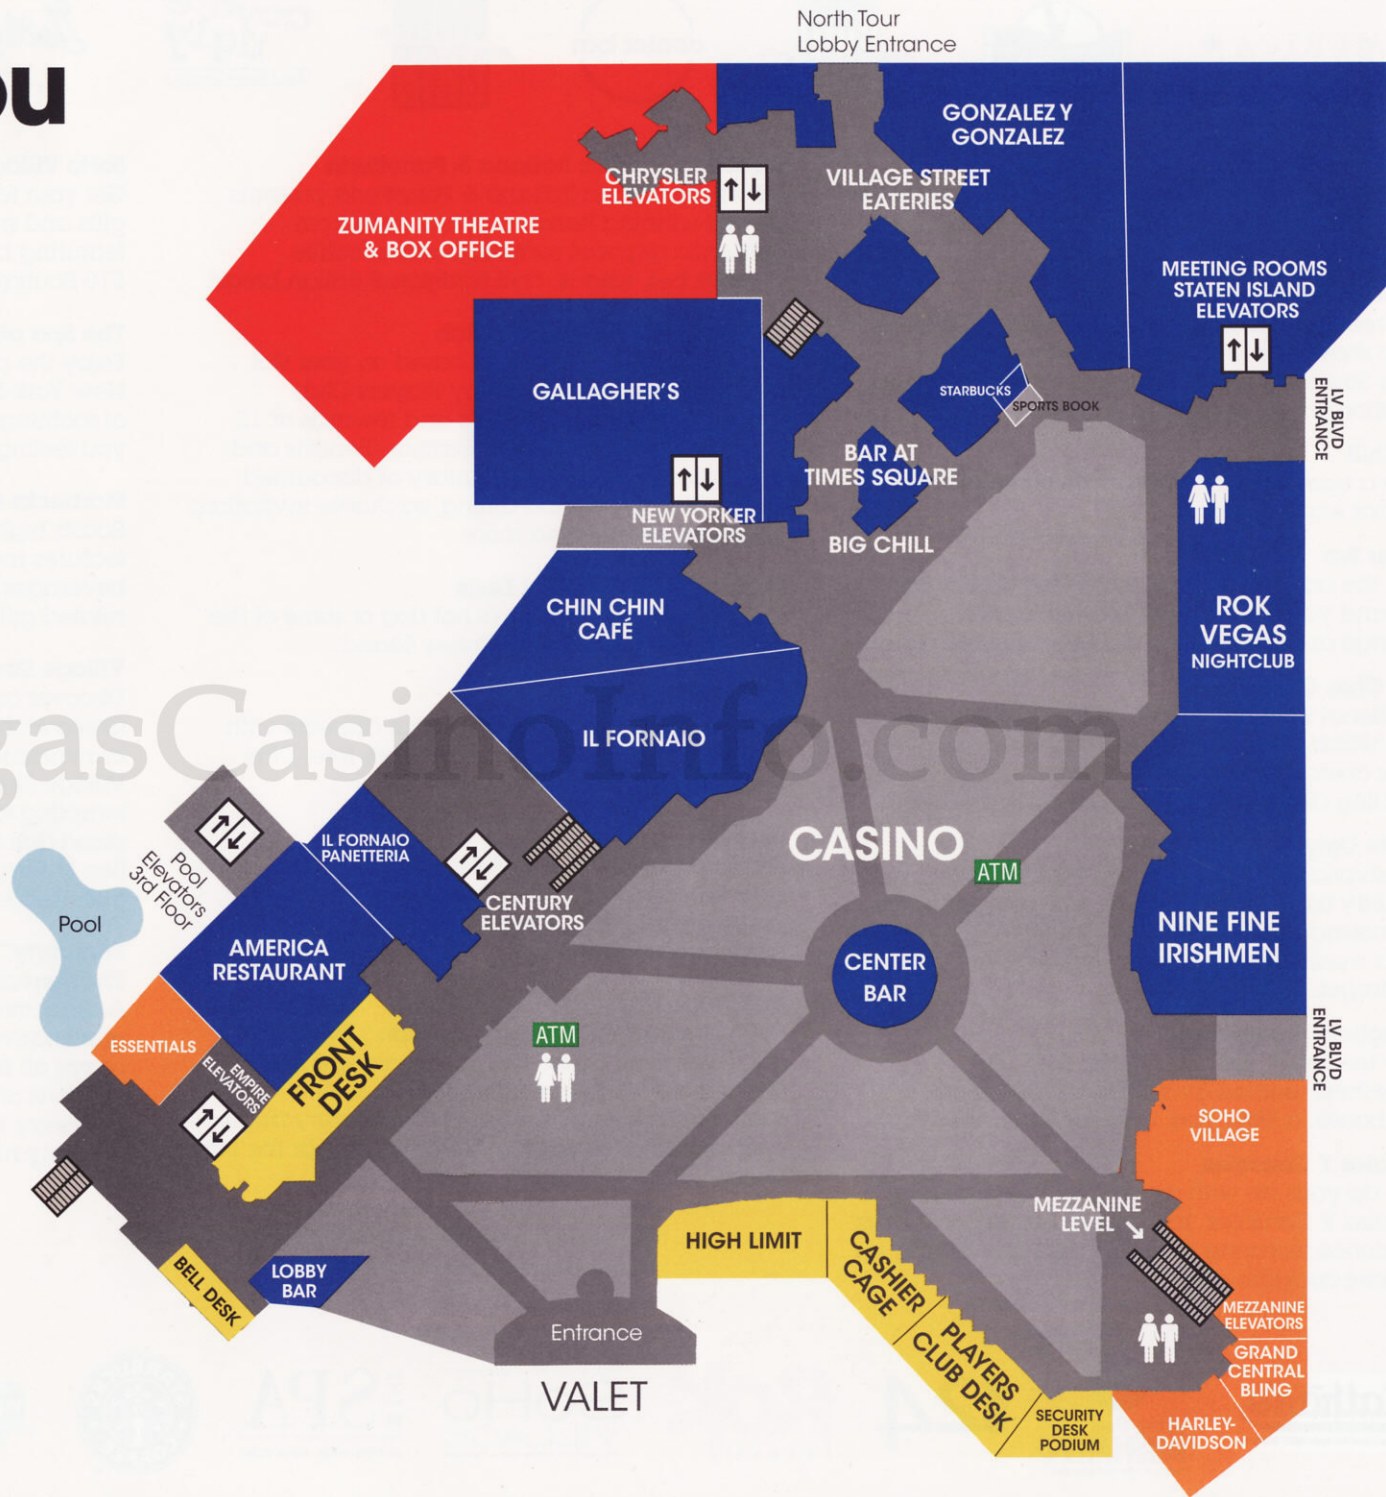 North Tour
Lobby Entrance
ou
GONZALEZ Y
GONZALEZ
CHRYSLER
ELEVATORS
VILLAGE STREET
EATERIES
ZUMANITY THEATRE
& BOX OFFICE
MEETING ROOMS
STATEN ISLAND
ELEVATORS
GALLAGHER'S
STARBUCKS
SPORTS BOOK
LV BLVD
ENTRANCE
BAR AT
TIMES SQUARE
NEW YORKER
ELEVATORS
BIG CHILL
CHIN CHIN
CAFÉ
ROK
VEGAS
NIGHTCLUB
IL FORNAIO
gasCasinoInfo.com
IL FORNAIO
PANETTERIA
CASINO
ATM
Pool
Elevators
3rd Floor
Pool
CENTURY
ELEVATORS
AMERICA
RESTAURANT
NINE FINE
IRISHMEN
CENTER
BAR
ATM
ESSENTIALS
EMPIRE
ELEVATORS
FRONT
DESK
LV BLVD
ENTRANCE
SOHO
VILLAGE
MEZZANINE
LEVEL
HIGH LIMIT
CASHIER
CAGE
BELL DESK
LOBBY
BAR
Entrance
VALET
PLAYERS
CLUB DESK
MEZZANINE
ELEVATORS
GRAND
CENTRAL
BLING
SECURITY
DESK
PODIUM
HARLEY-
DAVIDSON